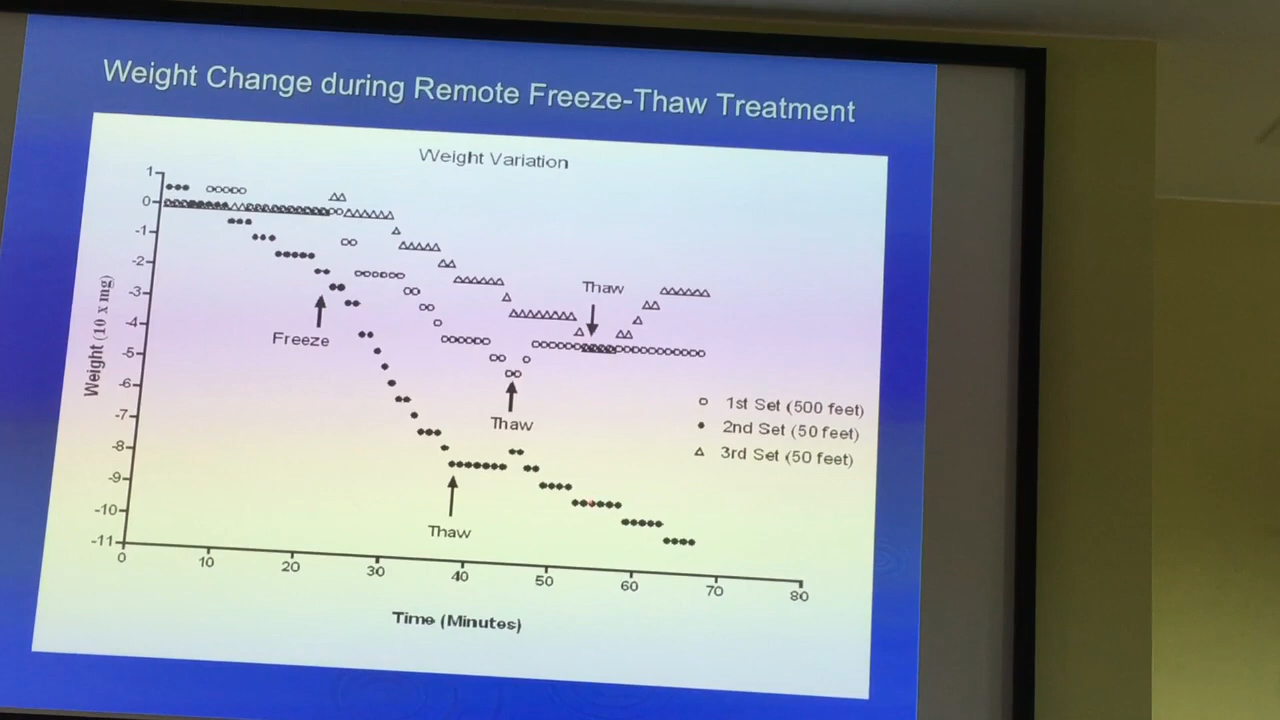 Weight Change during Remote Freeze-Thaw Treatment
Weight Variation
1
0
-1
-2
-3
-4
-5
-6
-7
-8
-9
-10
-11
Weight (10 x mg)
Freeze
Thaw
Thaw
Thaw
1st Set (500 feet)
2nd Set (50 feet)
3rd Set (50 feet)
0
10
20
30
40
50
60
70
80
Time (Minutes)